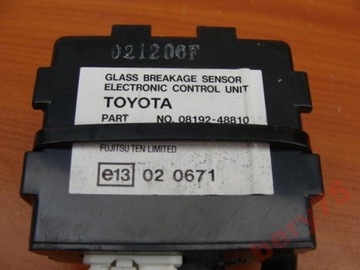 021206F
GLASS BREAKAGE SENSOR
ELECTRONIC CONTROL UNIT
TOYOTA
PART NO. 08192-48810
FUJITSU TEN LIMITED
e13 02 0671